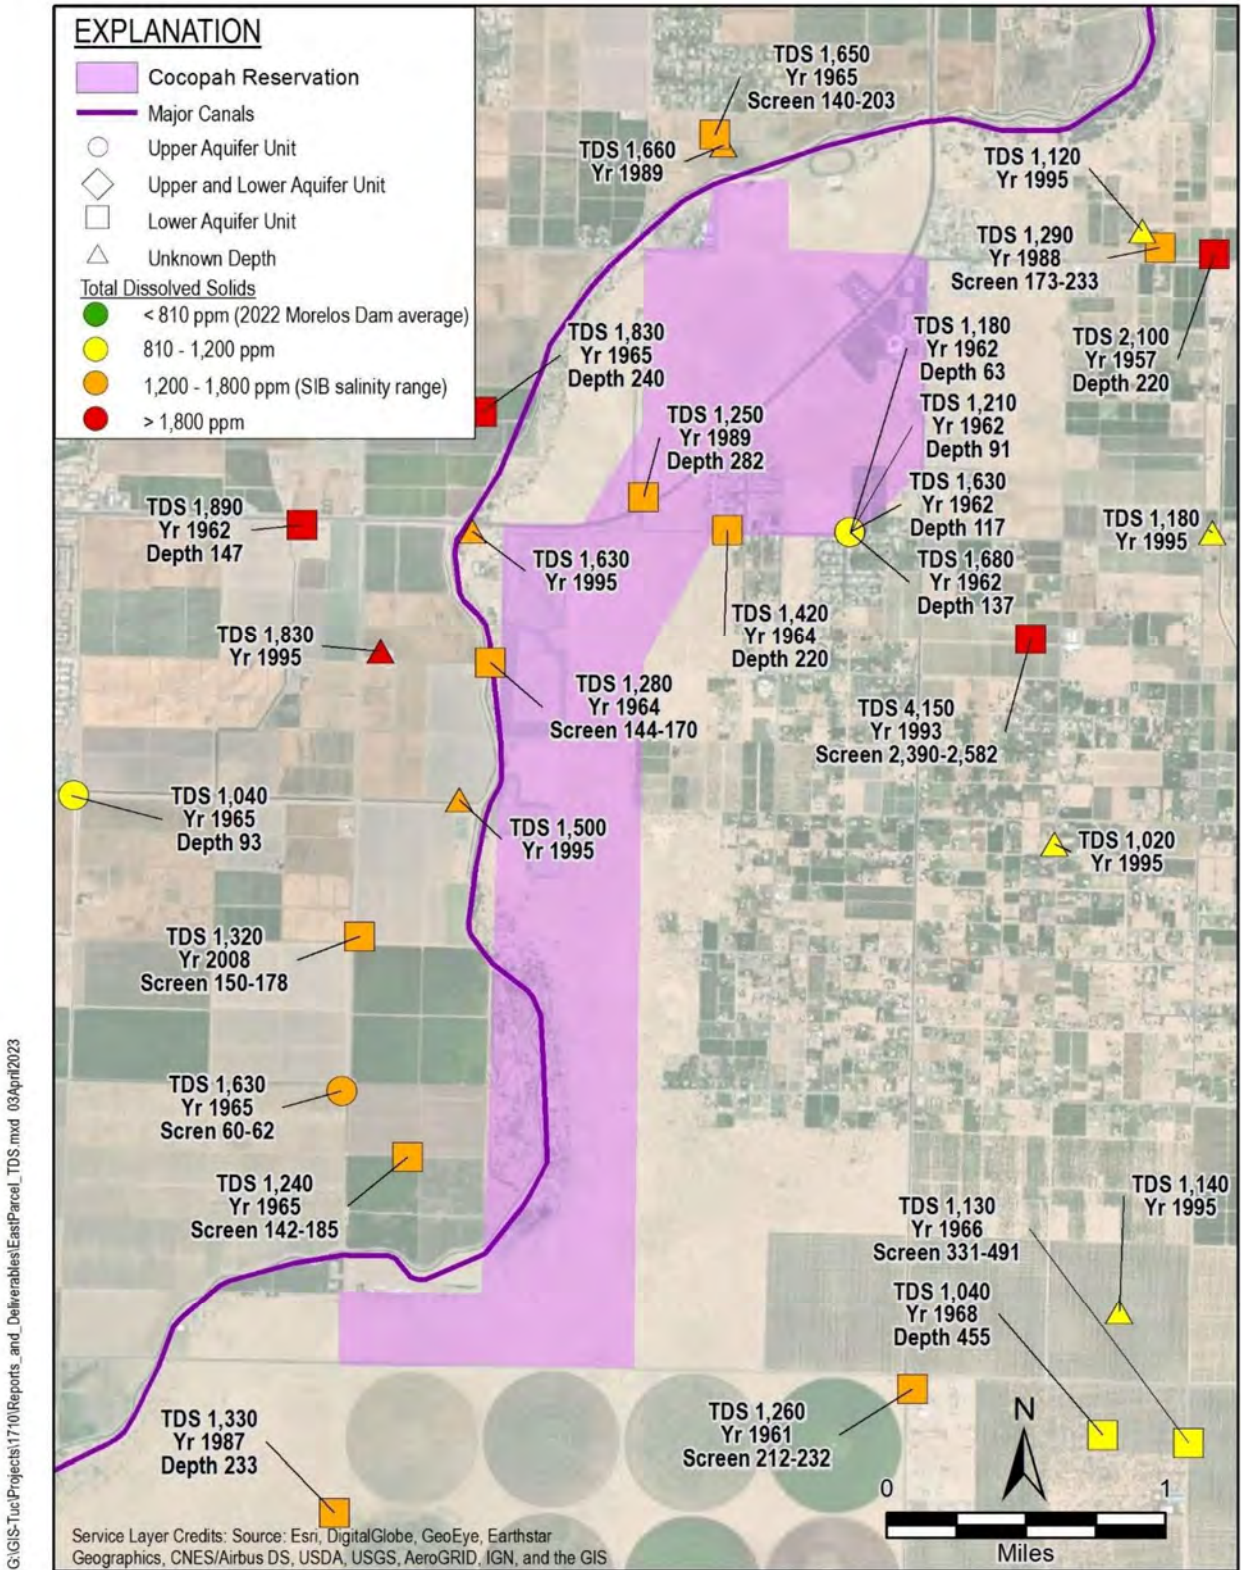 EXPLANATION
Cocopah Reservation
Major Canals
Upper Aquifer Unit
Upper and Lower Aquifer Unit
Lower Aquifer Unit
Unknown Depth
Total Dissolved Solids
< 810 ppm (2022 Morelos Dam average)
810 - 1,200 ppm
1,200 - 1,800 ppm (SIB salinity range)
> 1,800 ppm
TDS 1,650
Yr 1965
Screen 140-203
TDS 1,660
Yr 1989
TDS 1,120
Yr 1995
TDS 1,290
Yr 1988
Screen 173-233
TDS 2,100
Yr 1957
Depth 220
TDS 1,830
Yr 1965
Depth 240
TDS 1,180
Yr 1962
Depth 63
TDS 1,250
Yr 1989
Depth 282
TDS 1,210
Yr 1962
Depth 91
TDS 1,630
Yr 1962
Depth 117
TDS 1,680
Yr 1962
Depth 137
TDS 1,180
Yr 1995
TDS 1,890
Yr 1962
Depth 147
TDS 1,630
Yr 1995
TDS 1,420
Yr 1964
Depth 220
TDS 1,830
Yr 1995
TDS 1,280
Yr 1964
Screen 144-170
TDS 4,150
Yr 1993
Screen 2,390-2,582
TDS 1,040
Yr 1965
Depth 93
TDS 1,500
Yr 1995
TDS 1,020
Yr 1995
TDS 1,320
Yr 2008
Screen 150-178
TDS 1,630
Yr 1965
Scren 60-62
TDS 1,240
Yr 1965
Screen 142-185
TDS 1,140
Yr 1995
TDS 1,130
Yr 1966
Screen 331-491
TDS 1,040
Yr 1968
Depth 455
TDS 1,330
Yr 1987
Depth 233
TDS 1,260
Yr 1961
Screen 212-232
N
0 1
Miles
Service Layer Credits: Source: Esri, DigitalGlobe, GeoEye, Earthstar
Geographics, CNES/Airbus DS, USDA, USGS, AeroGRID, IGN, and the GIS
G:\GIS-Tuc\Projects\1710\Reports_and_Deliverables\EastParcel_TDS.mxd 03April2023